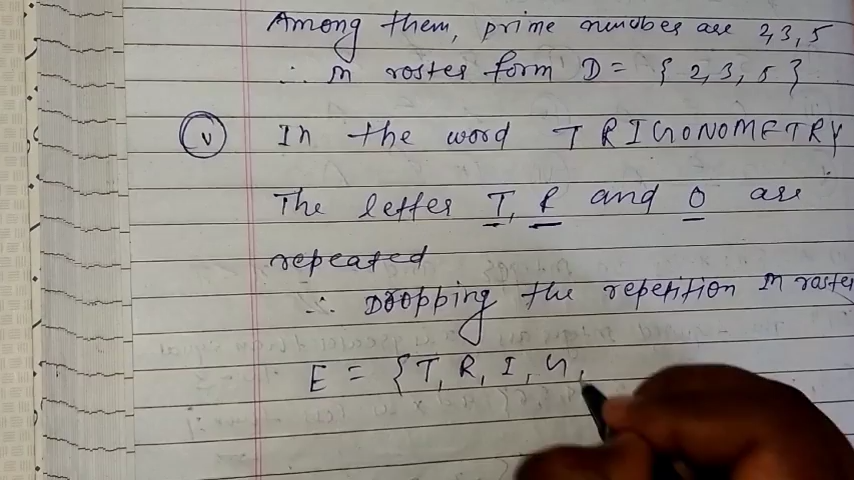 Among them, prime numbers are 2, 3, 5
∴ In roster form D = { 2, 3, 5 }
(v) In the word TRIGONOMETRY
The letter T, R and O are
repeated
∴ Dropping the repetition In roster
E = { T, R, I, G,